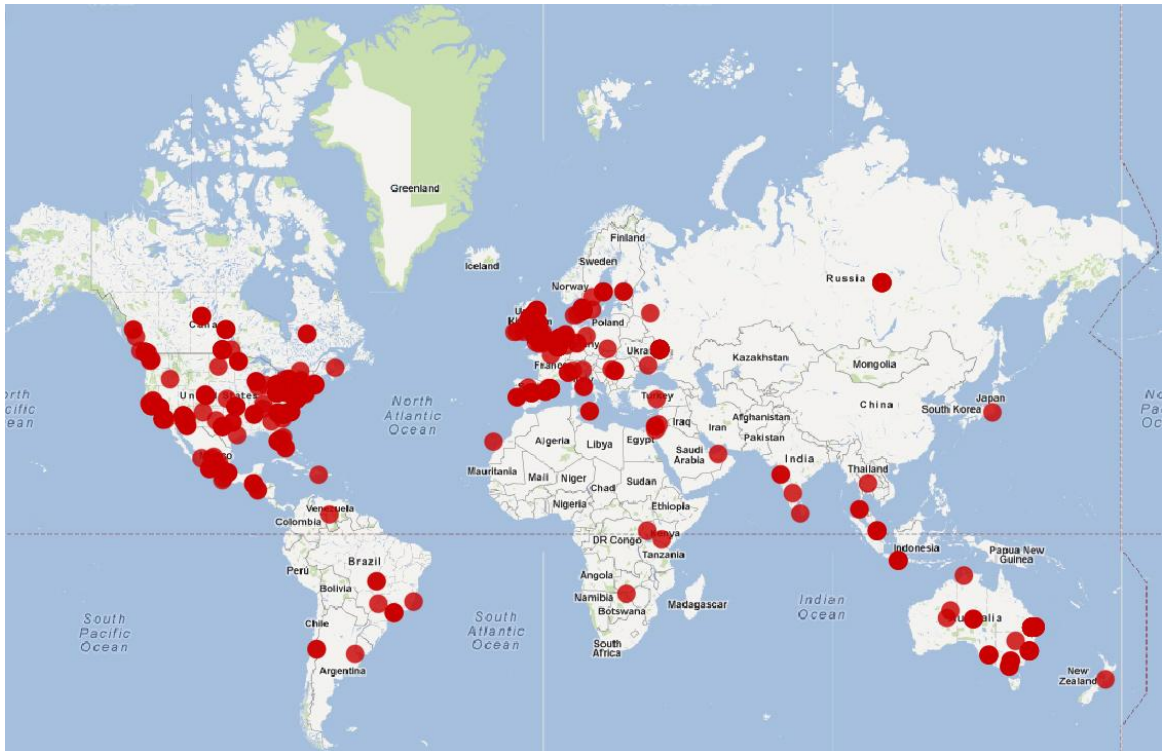 Greenland
Iceland
Finland
Sweden
Norway
Russia
Poland
Ukra
Kazakhstan
Mongolia
North
Atlantic
Ocean
Turkey
China
Japan
South Korea
Afghanistan
Iraq
Iran
Pakistan
Algeria
Libya
Egypt
Saudi
Arabia
India
Mauritania
Mali
Niger
Chad
Sudan
Thailand
Nigeria
Ethiopia
Venezuela
Colombia
DR Congo
Kenya
Tanzania
Indonesia
Papua New
Guinea
Brazil
Perú
Bolivia
Angola
Namibia
Botswana
Madagascar
Indian
Ocean
South
Pacific
Ocean
South
Atlantic
Ocean
Chile
Argentina
South
Africa
New
Zealand